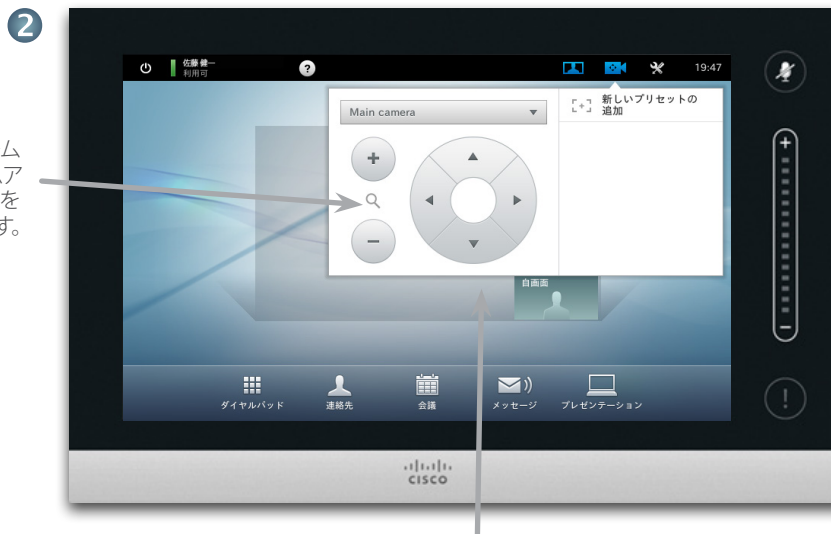 2
佐藤 健一
利用可
?
19:47
Main camera
新しいプリセットの
追加
ム
を
す。
自画面
ダイヤルパッド
連絡先
会議
メッセージ
プレゼンテーション
CISCO